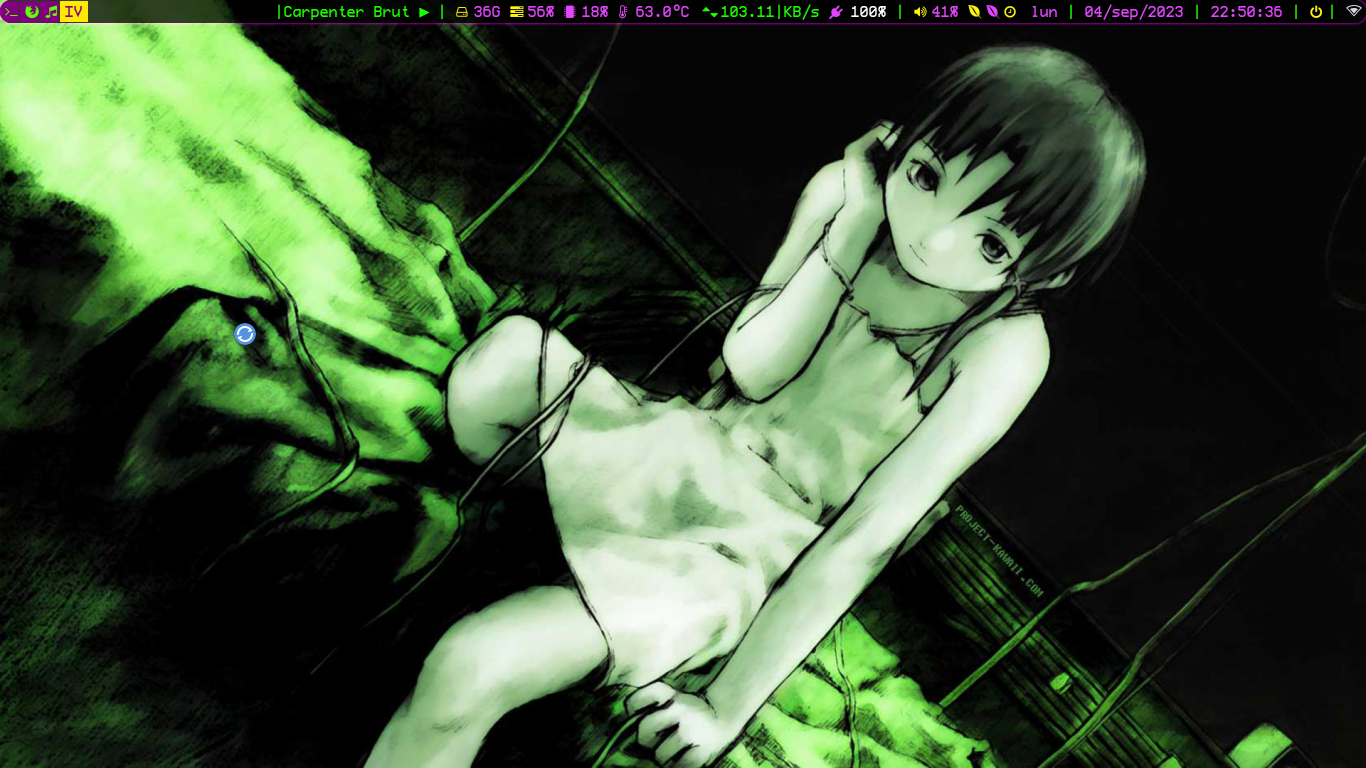 >_ IV |Carpenter Brut ▶ | 36G 56% 18% 63.0°C 103.11|KB/s 100% | 41% lun | 04/sep/2023 | 22:50:36 | |
PROJECT-KAWAII.COM